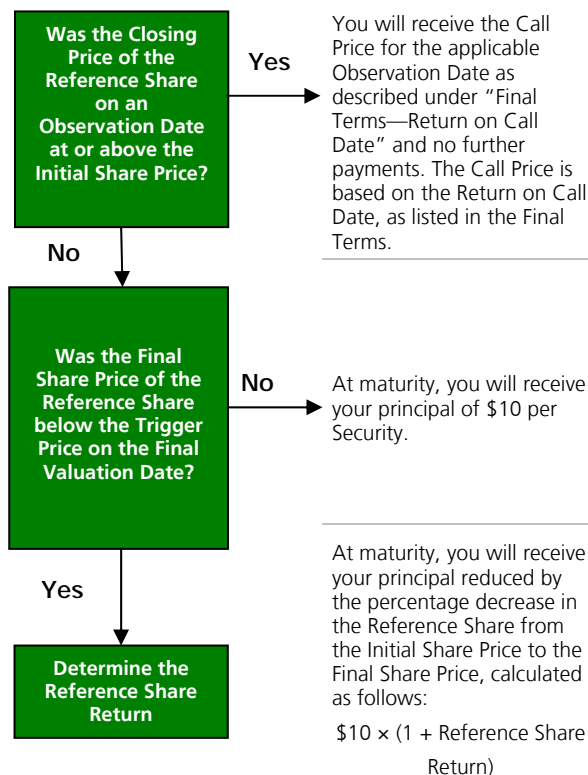 Was the Closing
Price of the
Reference Share
on an
Observation Date
at or above the
Initial Share Price?
Yes
You will receive the Call
Price for the applicable
Observation Date as
described under “Final
Terms—Return on Call
Date” and no further
payments. The Call Price is
based on the Return on Call
Date, as listed in the Final
Terms.
No
Was the Final
Share Price of the
Reference Share
below the Trigger
Price on the Final
Valuation Date?
No
At maturity, you will receive
your principal of $10 per
Security.
Yes
Determine the
Reference Share
Return
At maturity, you will receive
your principal reduced by
the percentage decrease in
the Reference Share from
the Initial Share Price to the
Final Share Price, calculated
as follows:
$10 × (1 + Reference Share
Return)